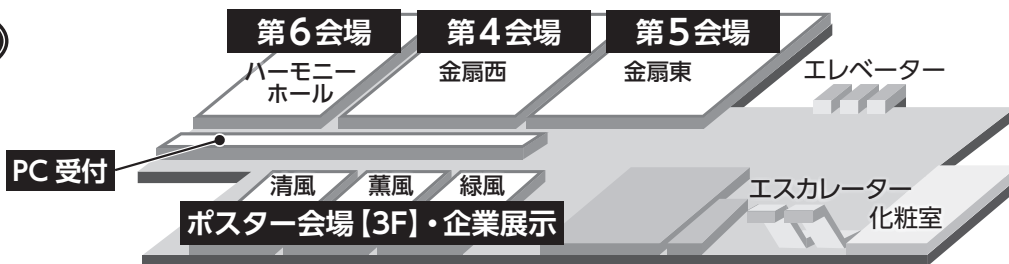 第6会場
第4会場
第5会場
ハーモニー
ホール
金扇西
金扇東
エレベーター
PC 受付
清風
薫風
緑風
ポスター会場【3F】・企業展示
エスカレーター
化粧室